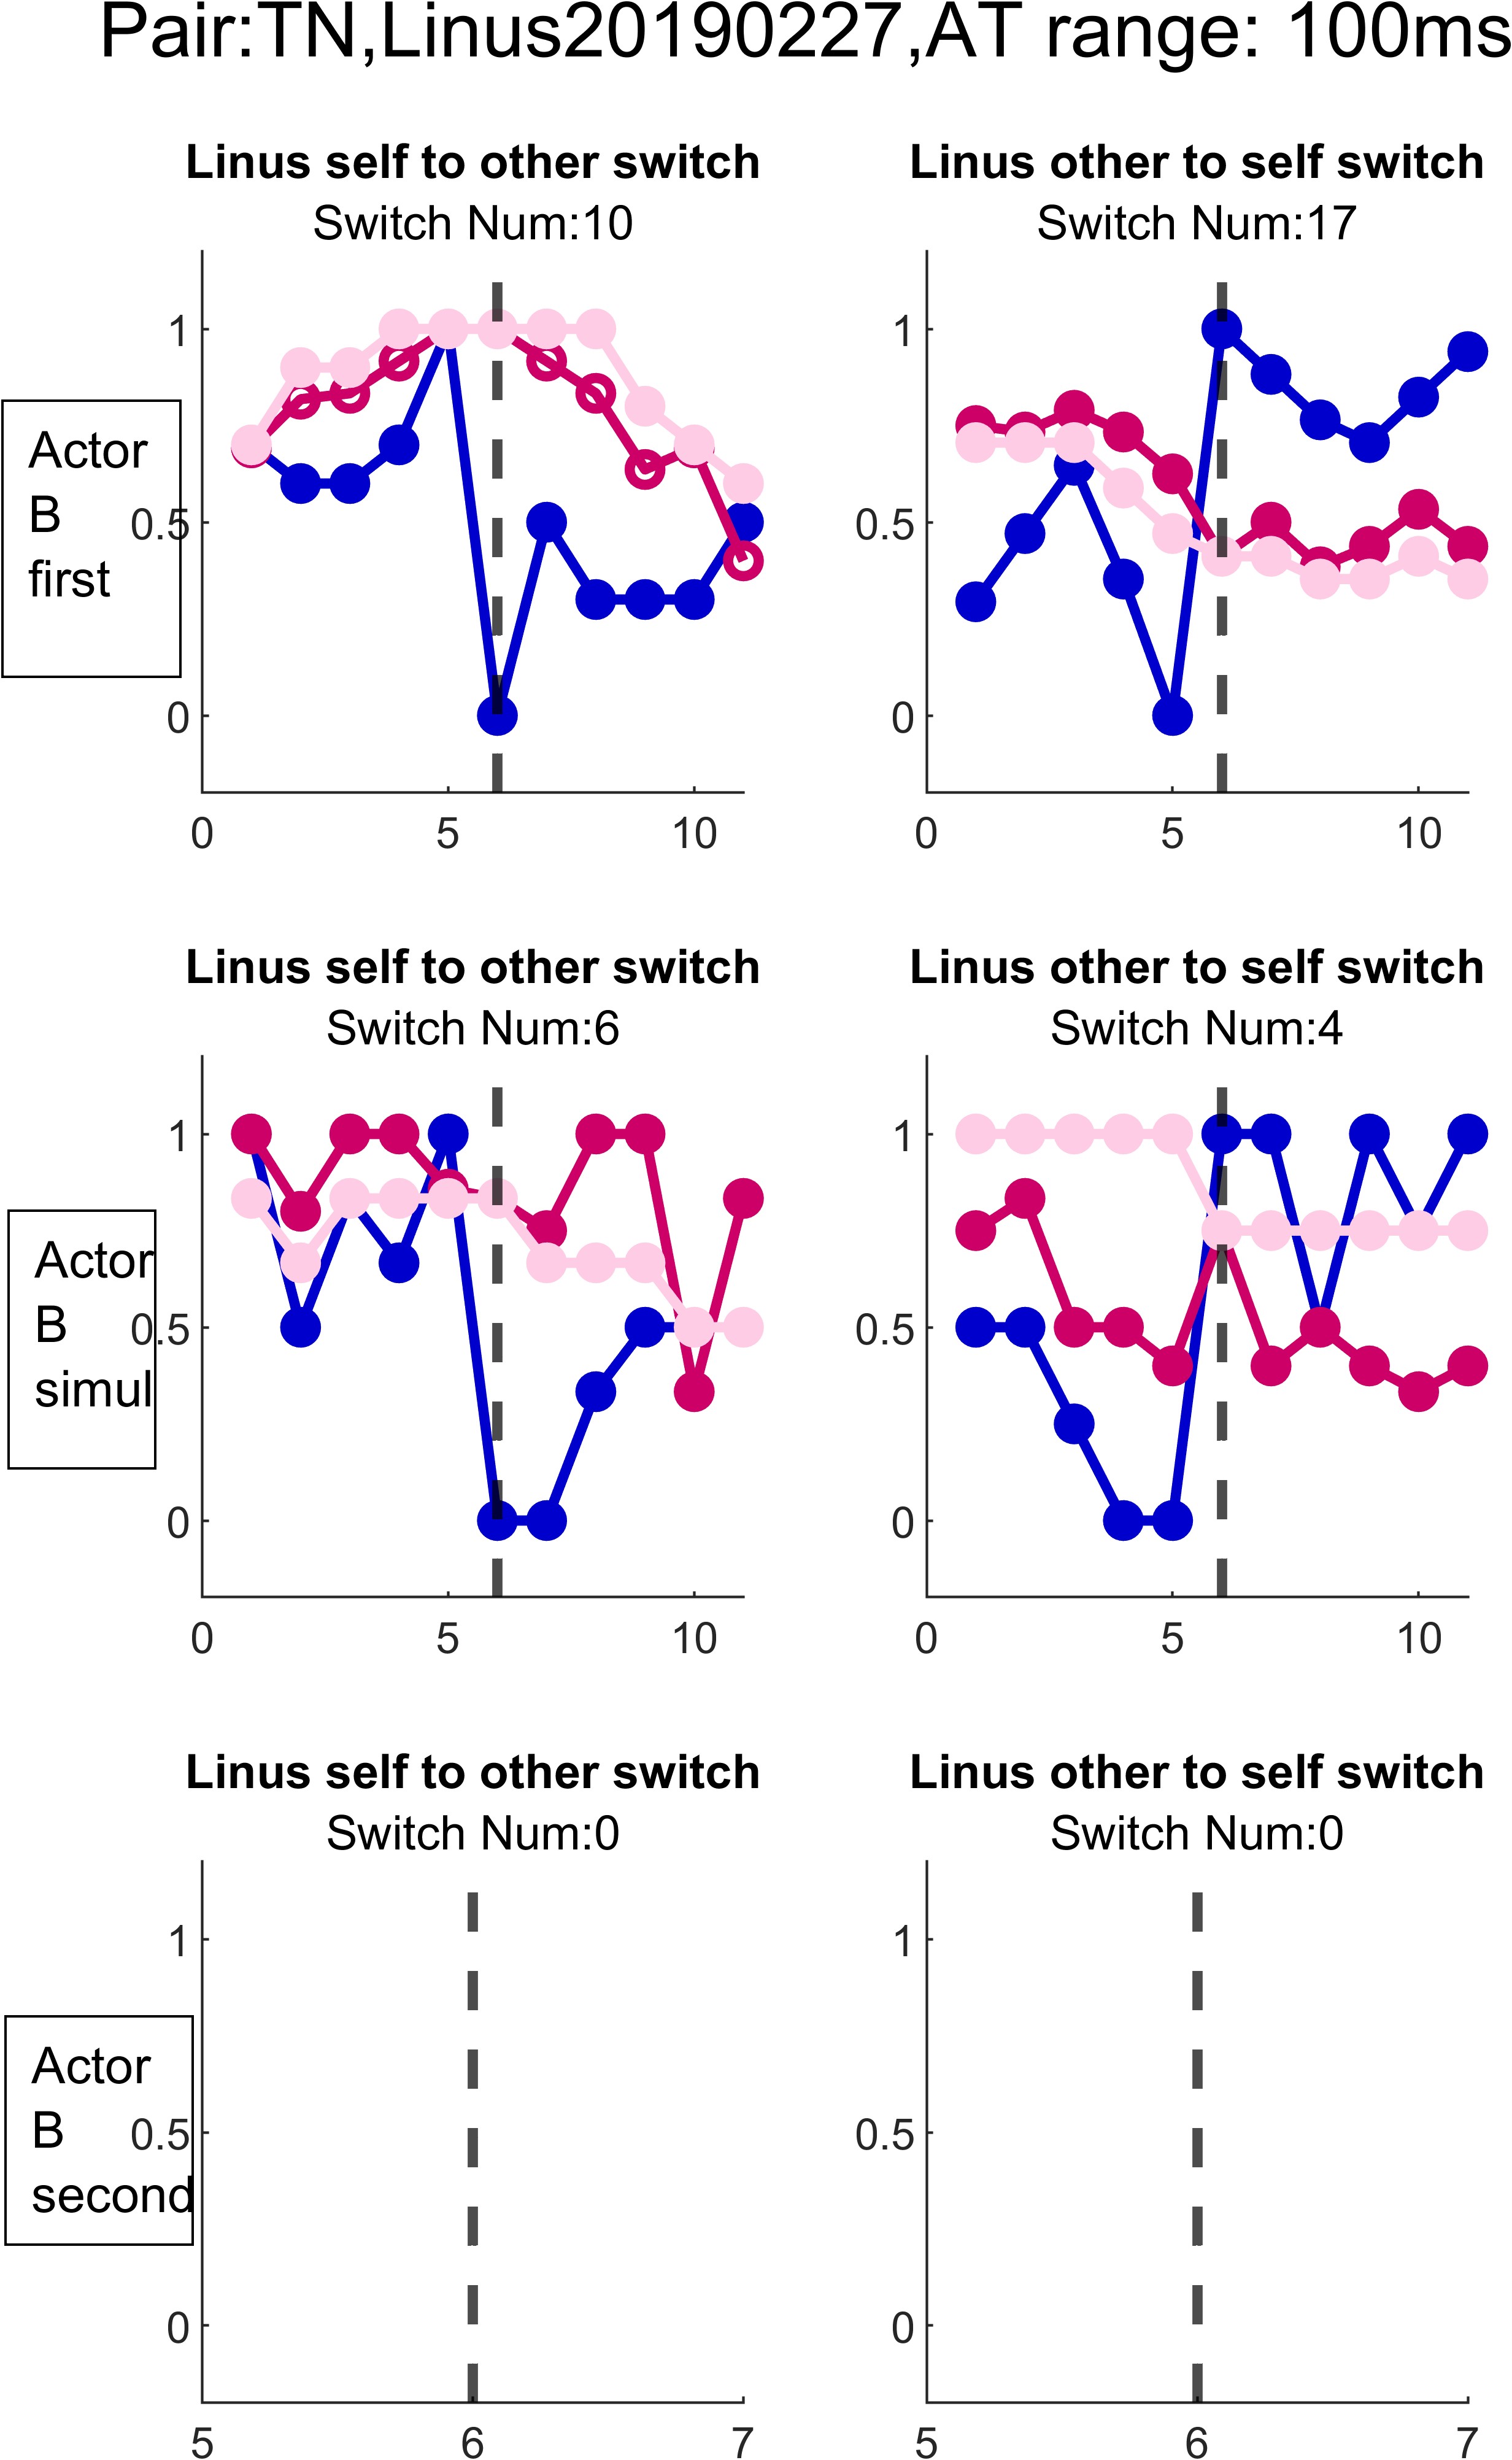 Pair:TN,Linus20190227,AT range: 100ms
Linus self to other switch
Switch Num:10
Linus other to self switch
Switch Num:17
Actor
B
first
1
0.5
0
0
5
10
1
0.5
0
0
5
10
Linus self to other switch
Switch Num:6
Linus other to self switch
Switch Num:4
Actor
B
simul
1
0.5
0
0
5
10
1
0.5
0
0
5
10
Linus self to other switch
Switch Num:0
Linus other to self switch
Switch Num:0
Actor
B
second
1
0.5
0
5
6
7
1
0.5
0
5
6
7